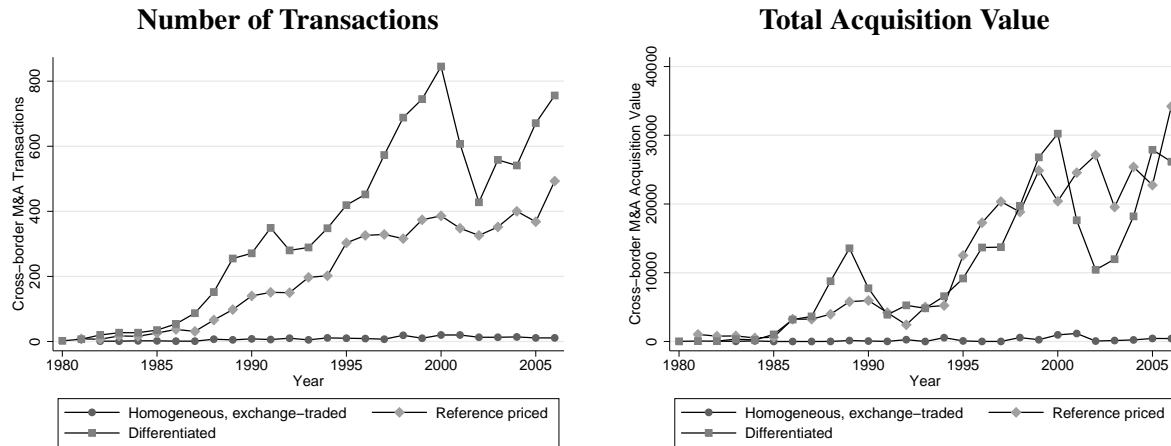 Number of Transactions
Cross-border M&A Transactions
800
600
400
200
0
1980 1985 1990 1995 2000 2005
Year
Homogeneous, exchange-traded Reference priced
Differentiated
Total Acquisition Value
Cross-border M&A Acquisition Value
40000
30000
20000
10000
0
1980 1985 1990 1995 2000 2005
Year
Homogeneous, exchange-traded Reference priced
Differentiated